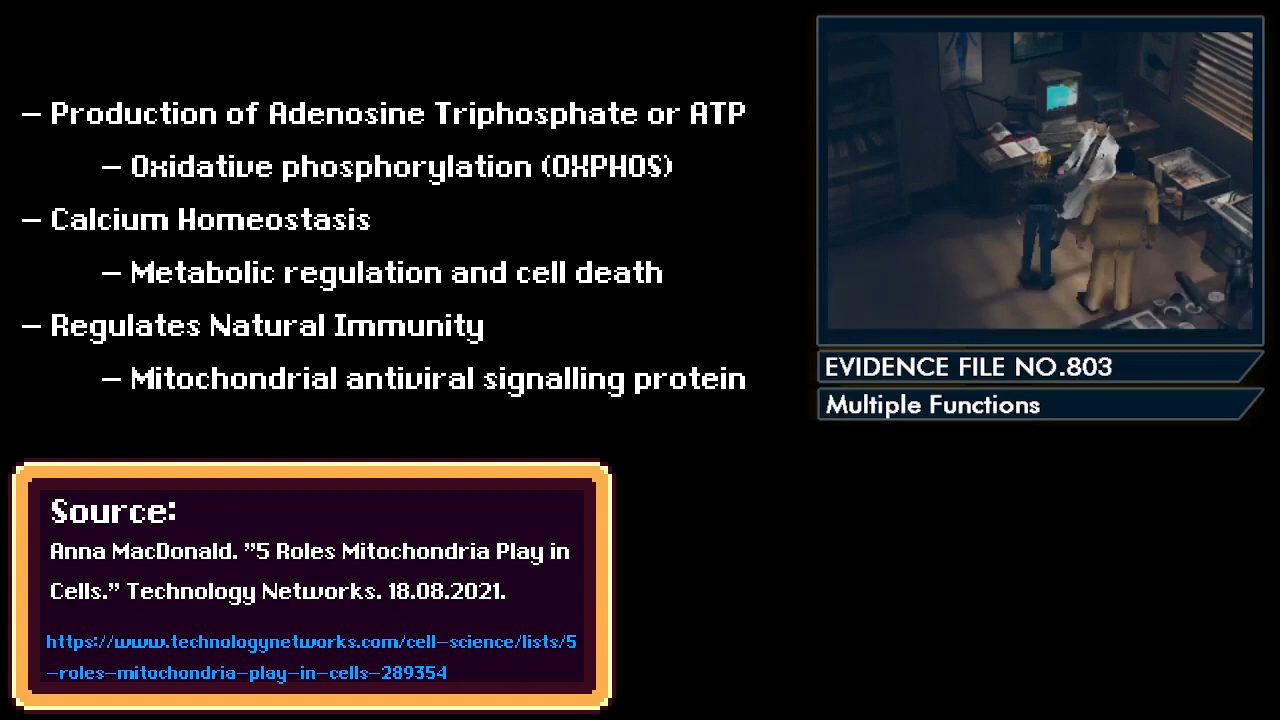 – Production of Adenosine Triphosphate or ATP
– Oxidative phosphorylation (OXPHOS)
– Calcium Homeostasis
– Metabolic regulation and cell death
– Regulates Natural Immunity
– Mitochondrial antiviral signalling protein
EVIDENCE FILE NO.803
Multiple Functions
Source:
Anna MacDonald. ”5 Roles Mitochondria Play in
Cells.” Technology Networks. 18.08.2021.
https://www.technologynetworks.com/cell-science/lists/5
-roles-mitochondria-play-in-cells-289354